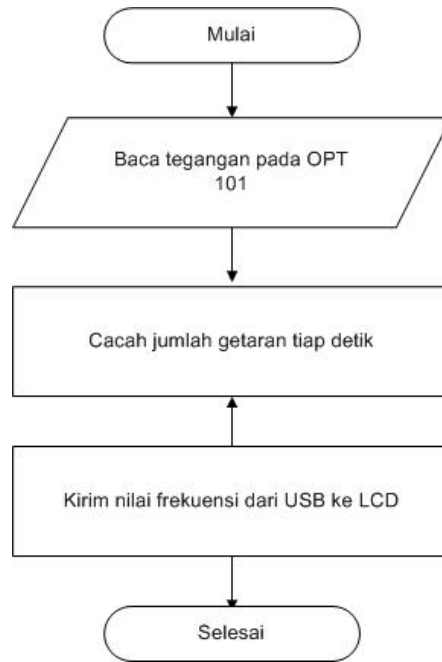 Mulai
Baca tegangan pada OPT
101
Cacah jumlah getaran tiap detik
Kirim nilai frekuensi dari USB ke LCD
Selesai